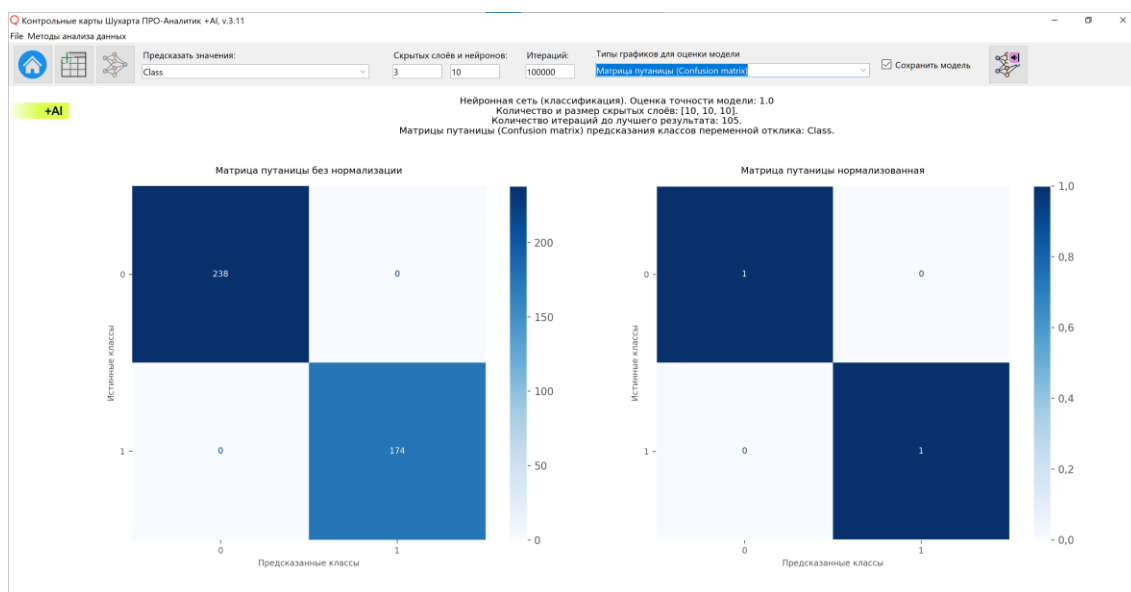 Контрольные карты Шухарта ПРО-Аналитик +AI, v.3.11
File Методы анализа данных
Предсказать значения:
Class
Скрытых слоёв и нейронов:
3
10
Итераций:
100000
Типы графиков для оценки модели
Матрица путаницы (Confusion matrix)
Сохранить модель
+AI
Нейронная сеть (классификация). Оценка точности модели: 1.0
Количество и размер скрытых слоёв: [10, 10, 10].
Количество итераций до лучшего результата: 105.
Матрицы путаницы (Confusion matrix) предсказания классов переменной отклика: Class.
Матрица путаницы без нормализации
Истинные классы
0
238
0
1
0
174
0
1
Предсказанные классы
200
150
100
50
0
Матрица путаницы нормализованная
Истинные классы
0
1
0
1
0
1
0
1
Предсказанные классы
1,0
0,8
0,6
0,4
0,2
0,0